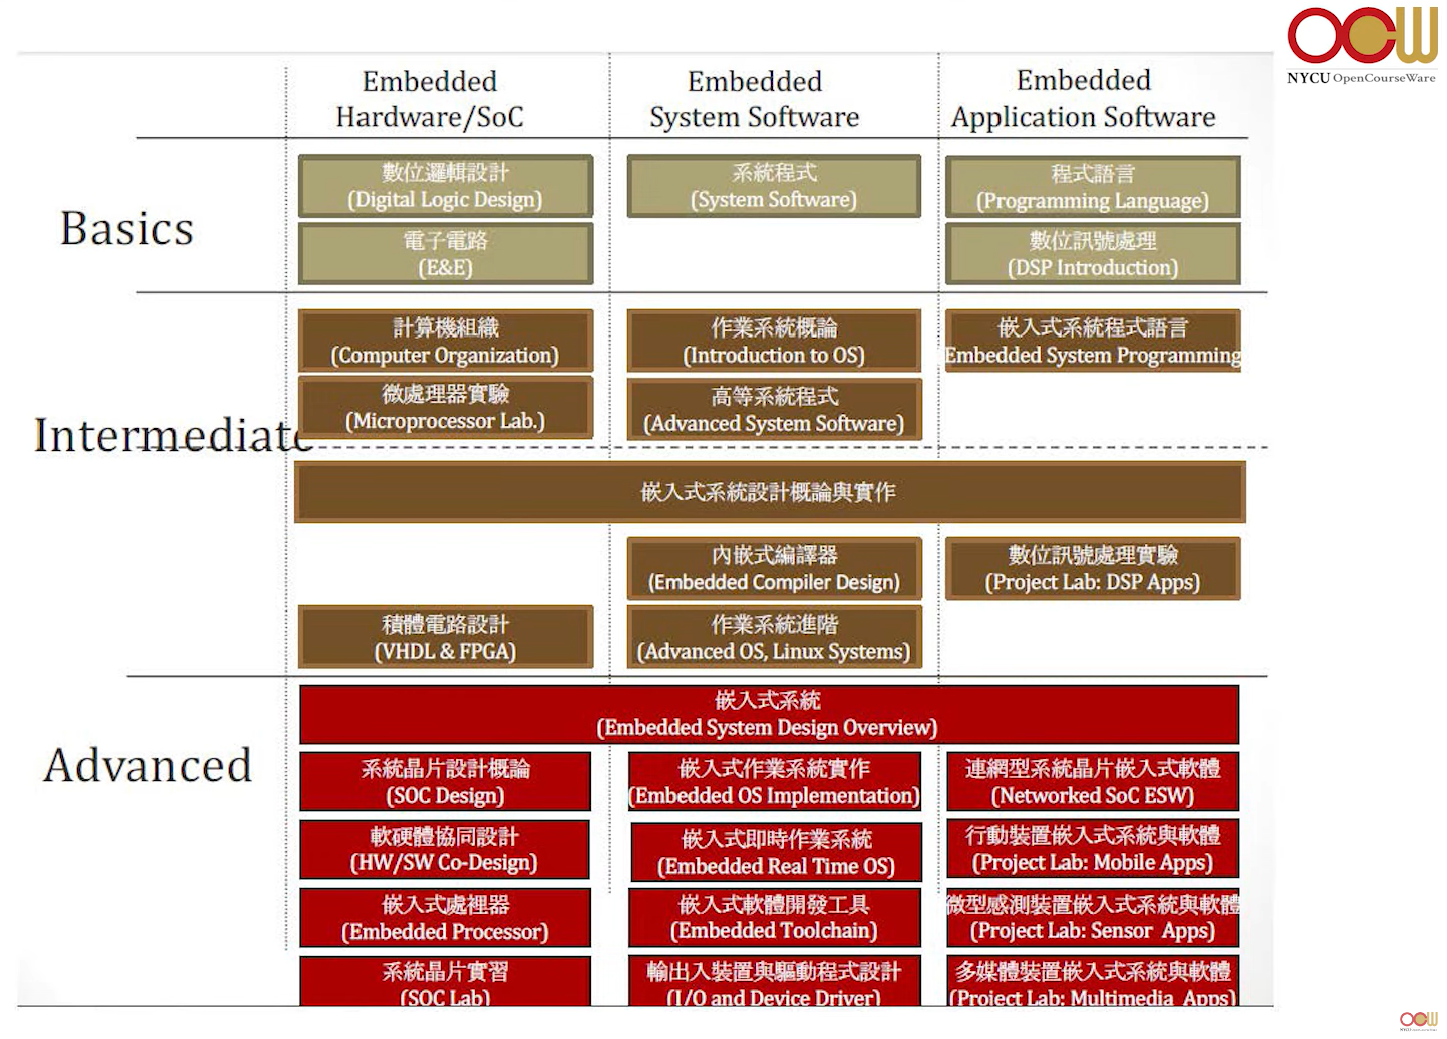 OCW
NYCU OpenCourseWare
Embedded
Hardware/SoC
Embedded
System Software
Embedded
Application Software
Basics
數位邏輯設計
(Digital Logic Design)
系統程式
(System Software)
程式語言
(Programming Language)
電子電路
(E&E)
數位訊號處理
(DSP Introduction)
Intermediate
計算機組織
(Computer Organization)
作業系統概論
(Introduction to OS)
嵌入式系統程式語言
Embedded System Programming
微處理器實驗
(Microprocessor Lab.)
高等系統程式
(Advanced System Software)
嵌入式系統設計概論與實作
內嵌式編譯器
(Embedded Compiler Design)
數位訊號處理實驗
(Project Lab: DSP Apps)
積體電路設計
(VHDL & FPGA)
作業系統進階
(Advanced OS, Linux Systems)
Advanced
嵌入式系統
(Embedded System Design Overview)
系統晶片設計概論
(SOC Design)
嵌入式作業系統實作
(Embedded OS Implementation)
連網型系統晶片嵌入式軟體
(Networked SoC ESW)
軟硬體協同設計
(HW/SW Co-Design)
嵌入式即時作業系統
(Embedded Real Time OS)
行動裝置嵌入式系統與軟體
(Project Lab: Mobile Apps)
嵌入式處裡器
(Embedded Processor)
嵌入式軟體開發工具
(Embedded Toolchain)
微型感測裝置嵌入式系統與軟體
(Project Lab: Sensor Apps)
系統晶片實習
(SOC Lab)
輸出入裝置與驅動程式設計
(I/O and Device Driver)
多媒體裝置嵌入式系統與軟體
(Project Lab: Multimedia Apps)
OCW